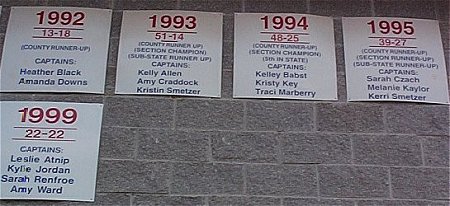 1992
13-18
(COUNTY RUNNER-UP)
CAPTAINS:
Heather Black
Amanda Downs
1993
51-14
(COUNTY RUNNER-UP)
(SECTION CHAMPION)
(SUB-STATE RUNNER-UP)
CAPTAINS:
Kelly Allen
Amy Craddock
Kristin Smetzer
1994
48-25
(COUNTY RUNNER-UP)
(SECTION CHAMPION)
(5th IN STATE)
CAPTAINS:
Kelley Babst
Kristy Key
Traci Marberry
1995
39-27
(COUNTY RUNNER-UP)
(SECTION RUNNER-UP)
(SUB-STATE RUNNER-UP)
CAPTAINS:
Sarah Czach
Melanie Kaylor
Kerri Smetzer
1999
22-22
CAPTAINS:
Leslie Atnip
Kylie Jordan
Sarah Renfroe
Amy Ward